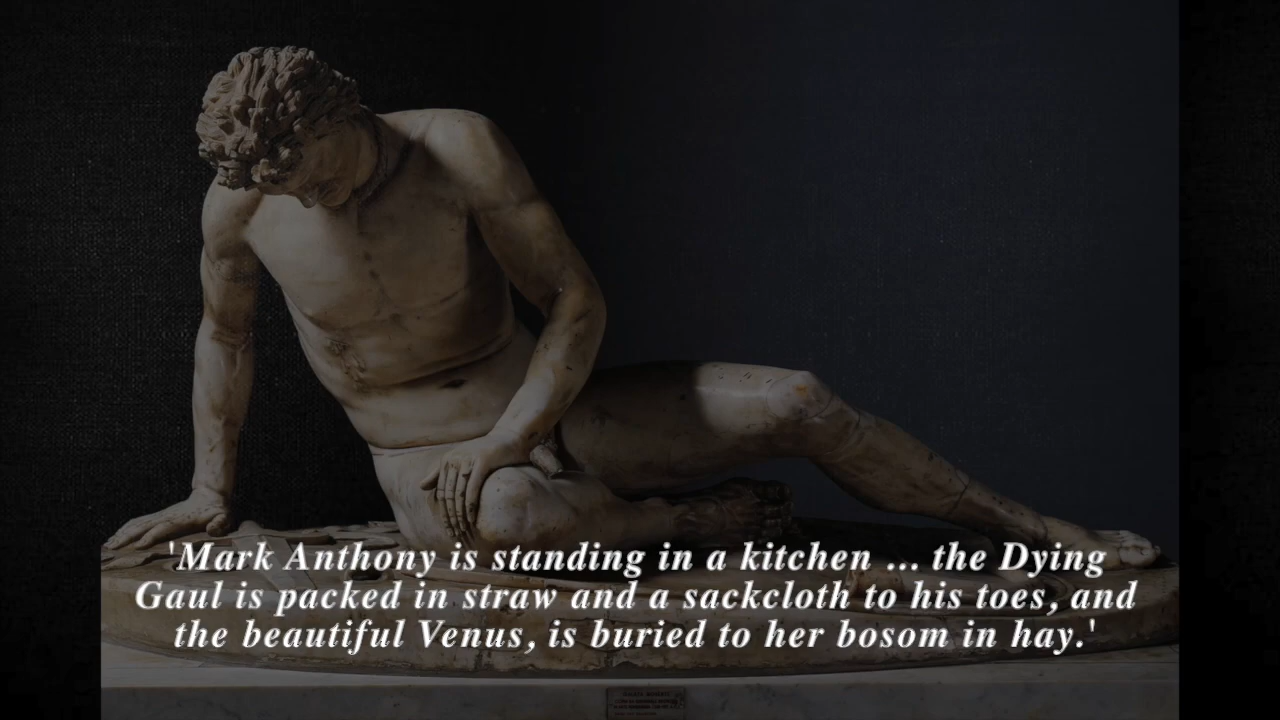 'Mark Anthony is standing in a kitchen ... the Dying
Gaul is packed in straw and a sackcloth to his toes, and
the beautiful Venus, is buried to her bosom in hay.'